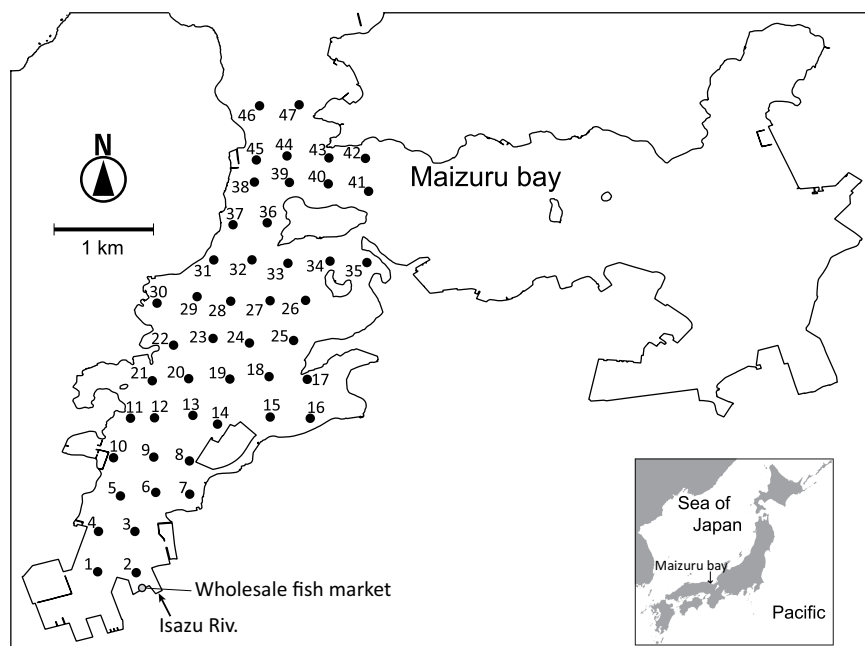 46 47
N
45 44 43 42
38 39 40 41
Maizuru bay
37 36
1 km
31 32 33 34 35
30 29 28 27 26
22 23 24 25
21 20 19 18 17
11 12 13 14 15 16
10 9 8
5 6 7
4 3
1 2
Wholesale fish market
Isazu Riv.
Sea of
Japan
Maizuru bay
Pacific